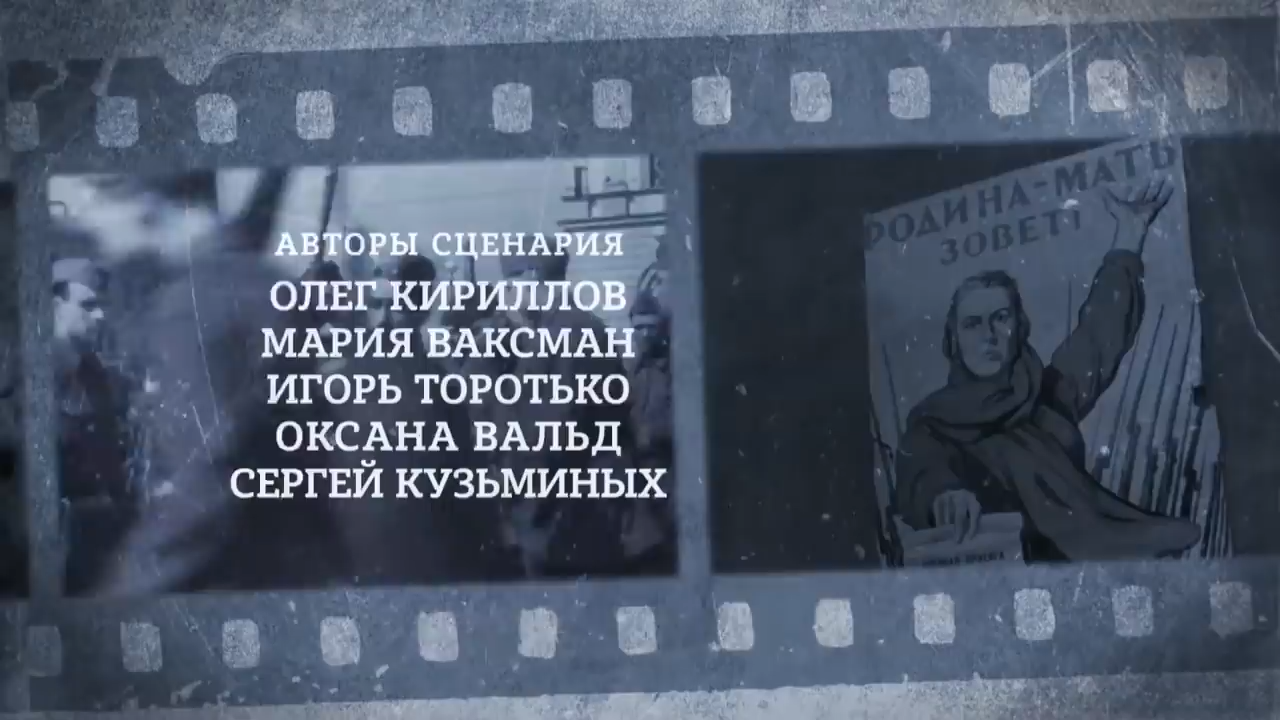 АВТОРЫ СЦЕНАРИЯ
ОЛЕГ КИРИЛЛОВ
МАРИЯ ВАКСМАН
ИГОРЬ ТОРОТЬКО
ОКСАНА ВАЛЬД
СЕРГЕЙ КУЗЬМИНЫХ
РОДИНА-МАТЬ
ЗОВЕТ!